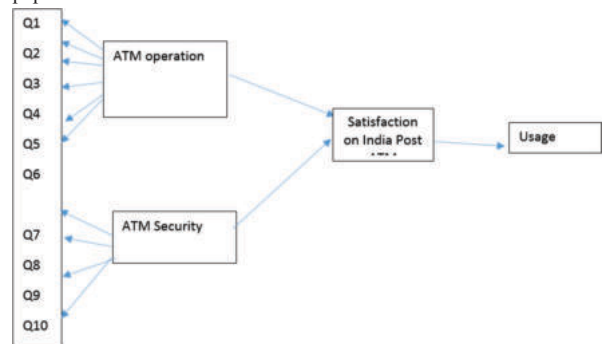 Q1
Q2
Q3
Q4
Q5
Q6
Q7
Q8
Q9
Q10
ATM operation
ATM Security
Satisfaction
on India Post
Usage